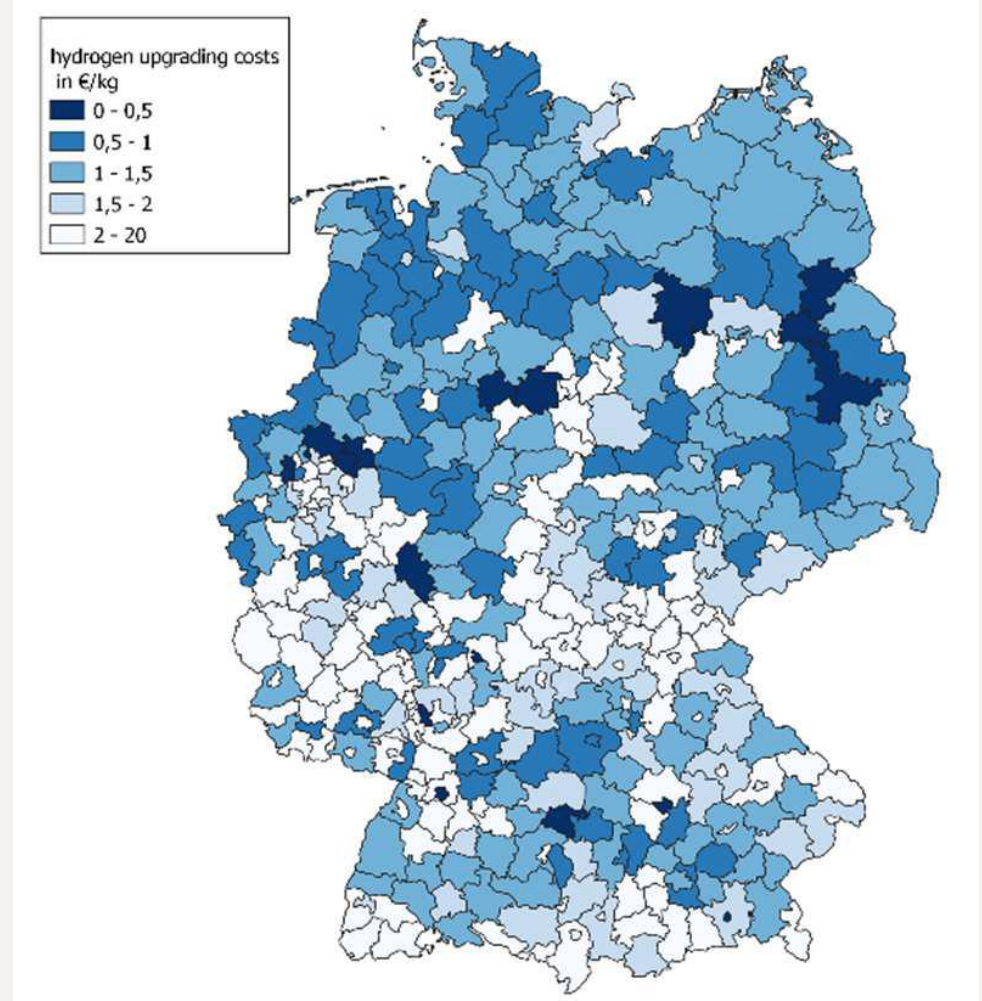 hydrogen upgrading costs
in €/kg
0 - 0,5
0,5 - 1
1 - 1,5
1,5 - 2
2 - 20